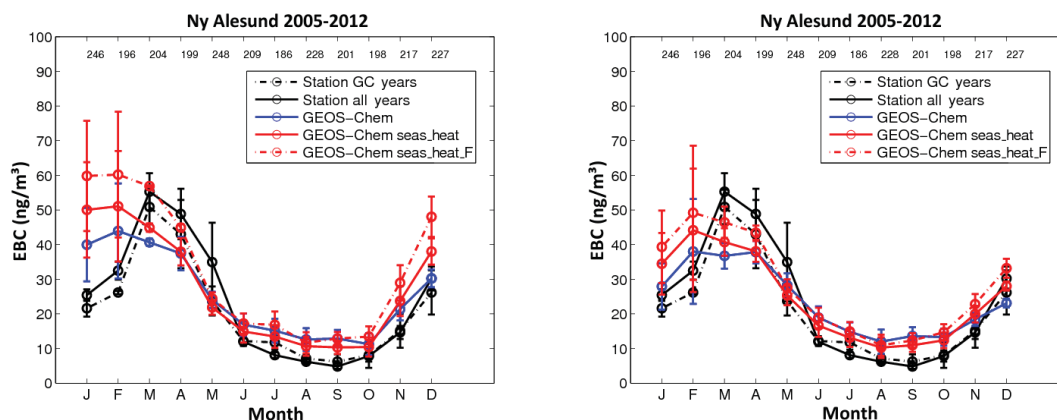 Ny Alesund 2005-2012
100
90
80
70
60
50
40
30
20
10
0
EBC (ng/m³)
246 196 204 199 248 209 186 228 201 198 217 227
Station GC years
Station all years
GEOS-Chem
GEOS-Chem seas_heat
GEOS-Chem seas_heat_F
J F M A M J J A S O N D
Month
Ny Alesund 2005-2012
100
90
80
70
60
50
40
30
20
10
0
EBC (ng/m³)
246 196 204 199 248 209 186 228 201 198 217 227
Station GC years
Station all years
GEOS-Chem
GEOS-Chem seas_heat
GEOS-Chem seas_heat_F
J F M A M J J A S O N D
Month